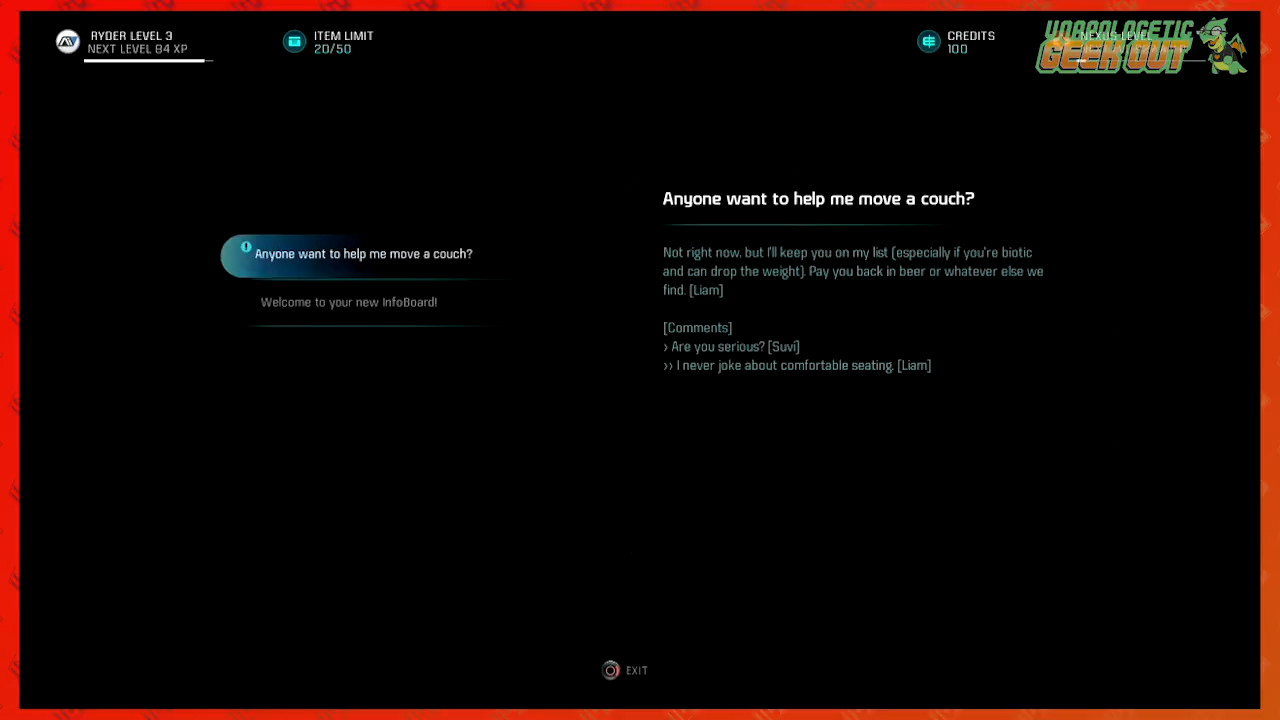 RYDER LEVEL 3
NEXT LEVEL 84 XP
ITEM LIMIT
20/50
CREDITS
100
NEXUS LEVEL
UNAPOLOGETIC
GEEK OUT
Anyone want to help me move a couch?
Welcome to your new InfoBoard!
Anyone want to help me move a couch?
Not right now, but I'll keep you on my list (especially if you're biotic
and can drop the weight). Pay you back in beer or whatever else we
find. [Liam]
[Comments]
› Are you serious? [Suvi]
›› I never joke about comfortable seating. [Liam]
EXIT